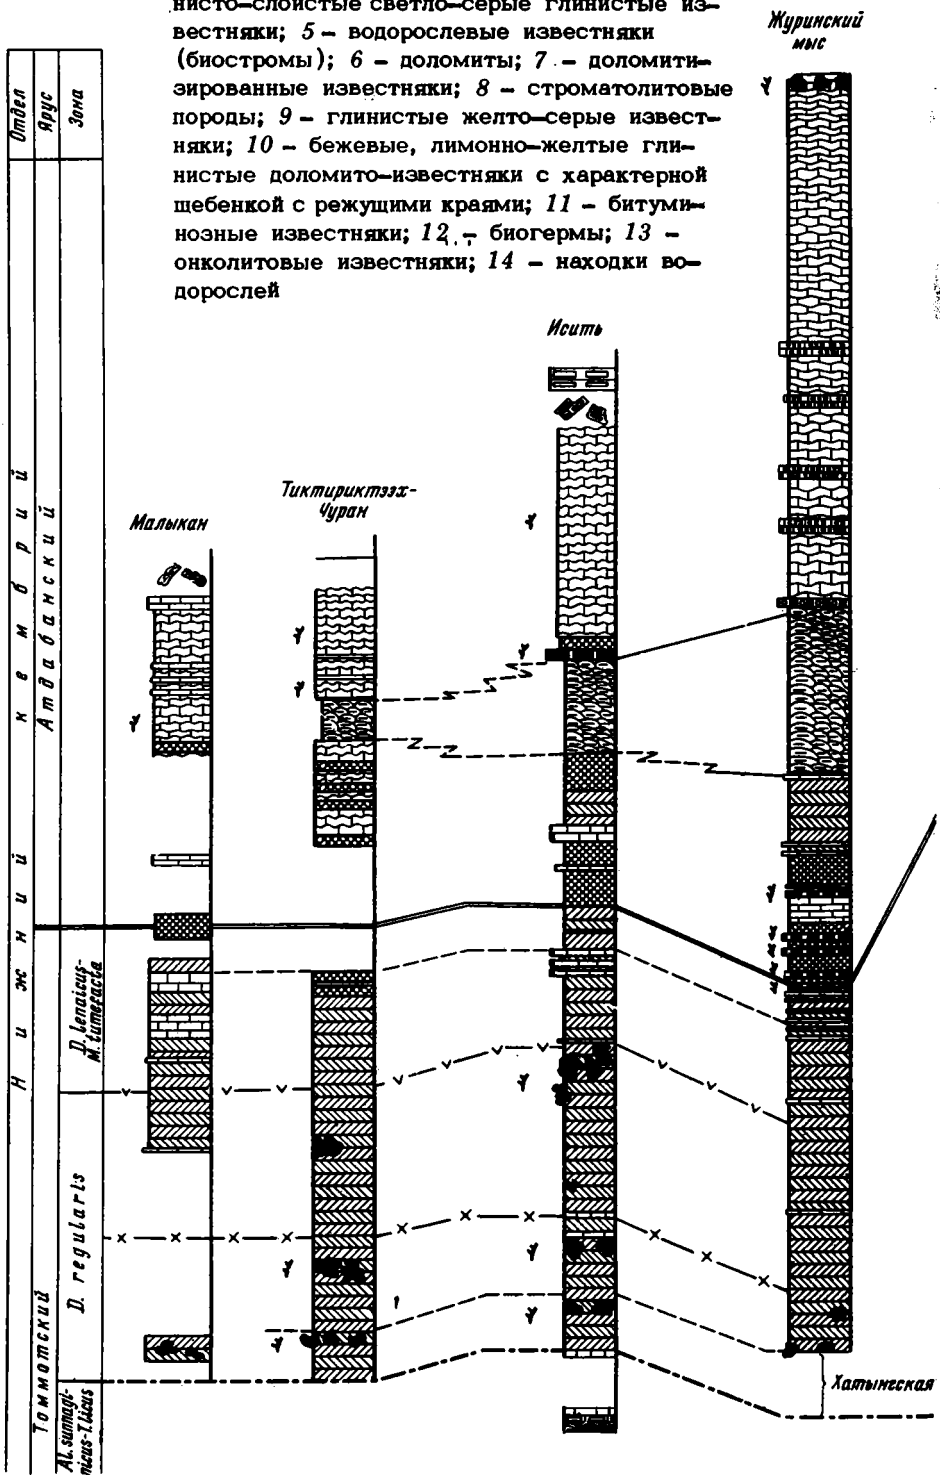 нисто-слоистые светло-серые глинистые из-
вестняки; 5 - водорослевые известняки
(биостромы); 6 - доломиты; 7 - доломити-
зированные известняки; 8 - строматолитовые
породы; 9 - глинистые желто-серые извест-
няки; 10 - бежевые, лимонно-желтые гли-
нистые доломито-известняки с характерной
щебенкой с режущими краями; 11 - битуми-
нозные известняки; 12 - биогермы; 13 -
онколитовые известняки; 14 - находки во-
дорослей
Журинский
мыс
Отдел
Ярус
Зона
Исить
Тиктириктээх-
Чуран
Малыкан
Нижний кембрий
Атдабанский
Томмотский
D. lenaicus-
M. tumefacta
D. regularis
Al. sunnagi-
nicus-T. licus
Хатынгская